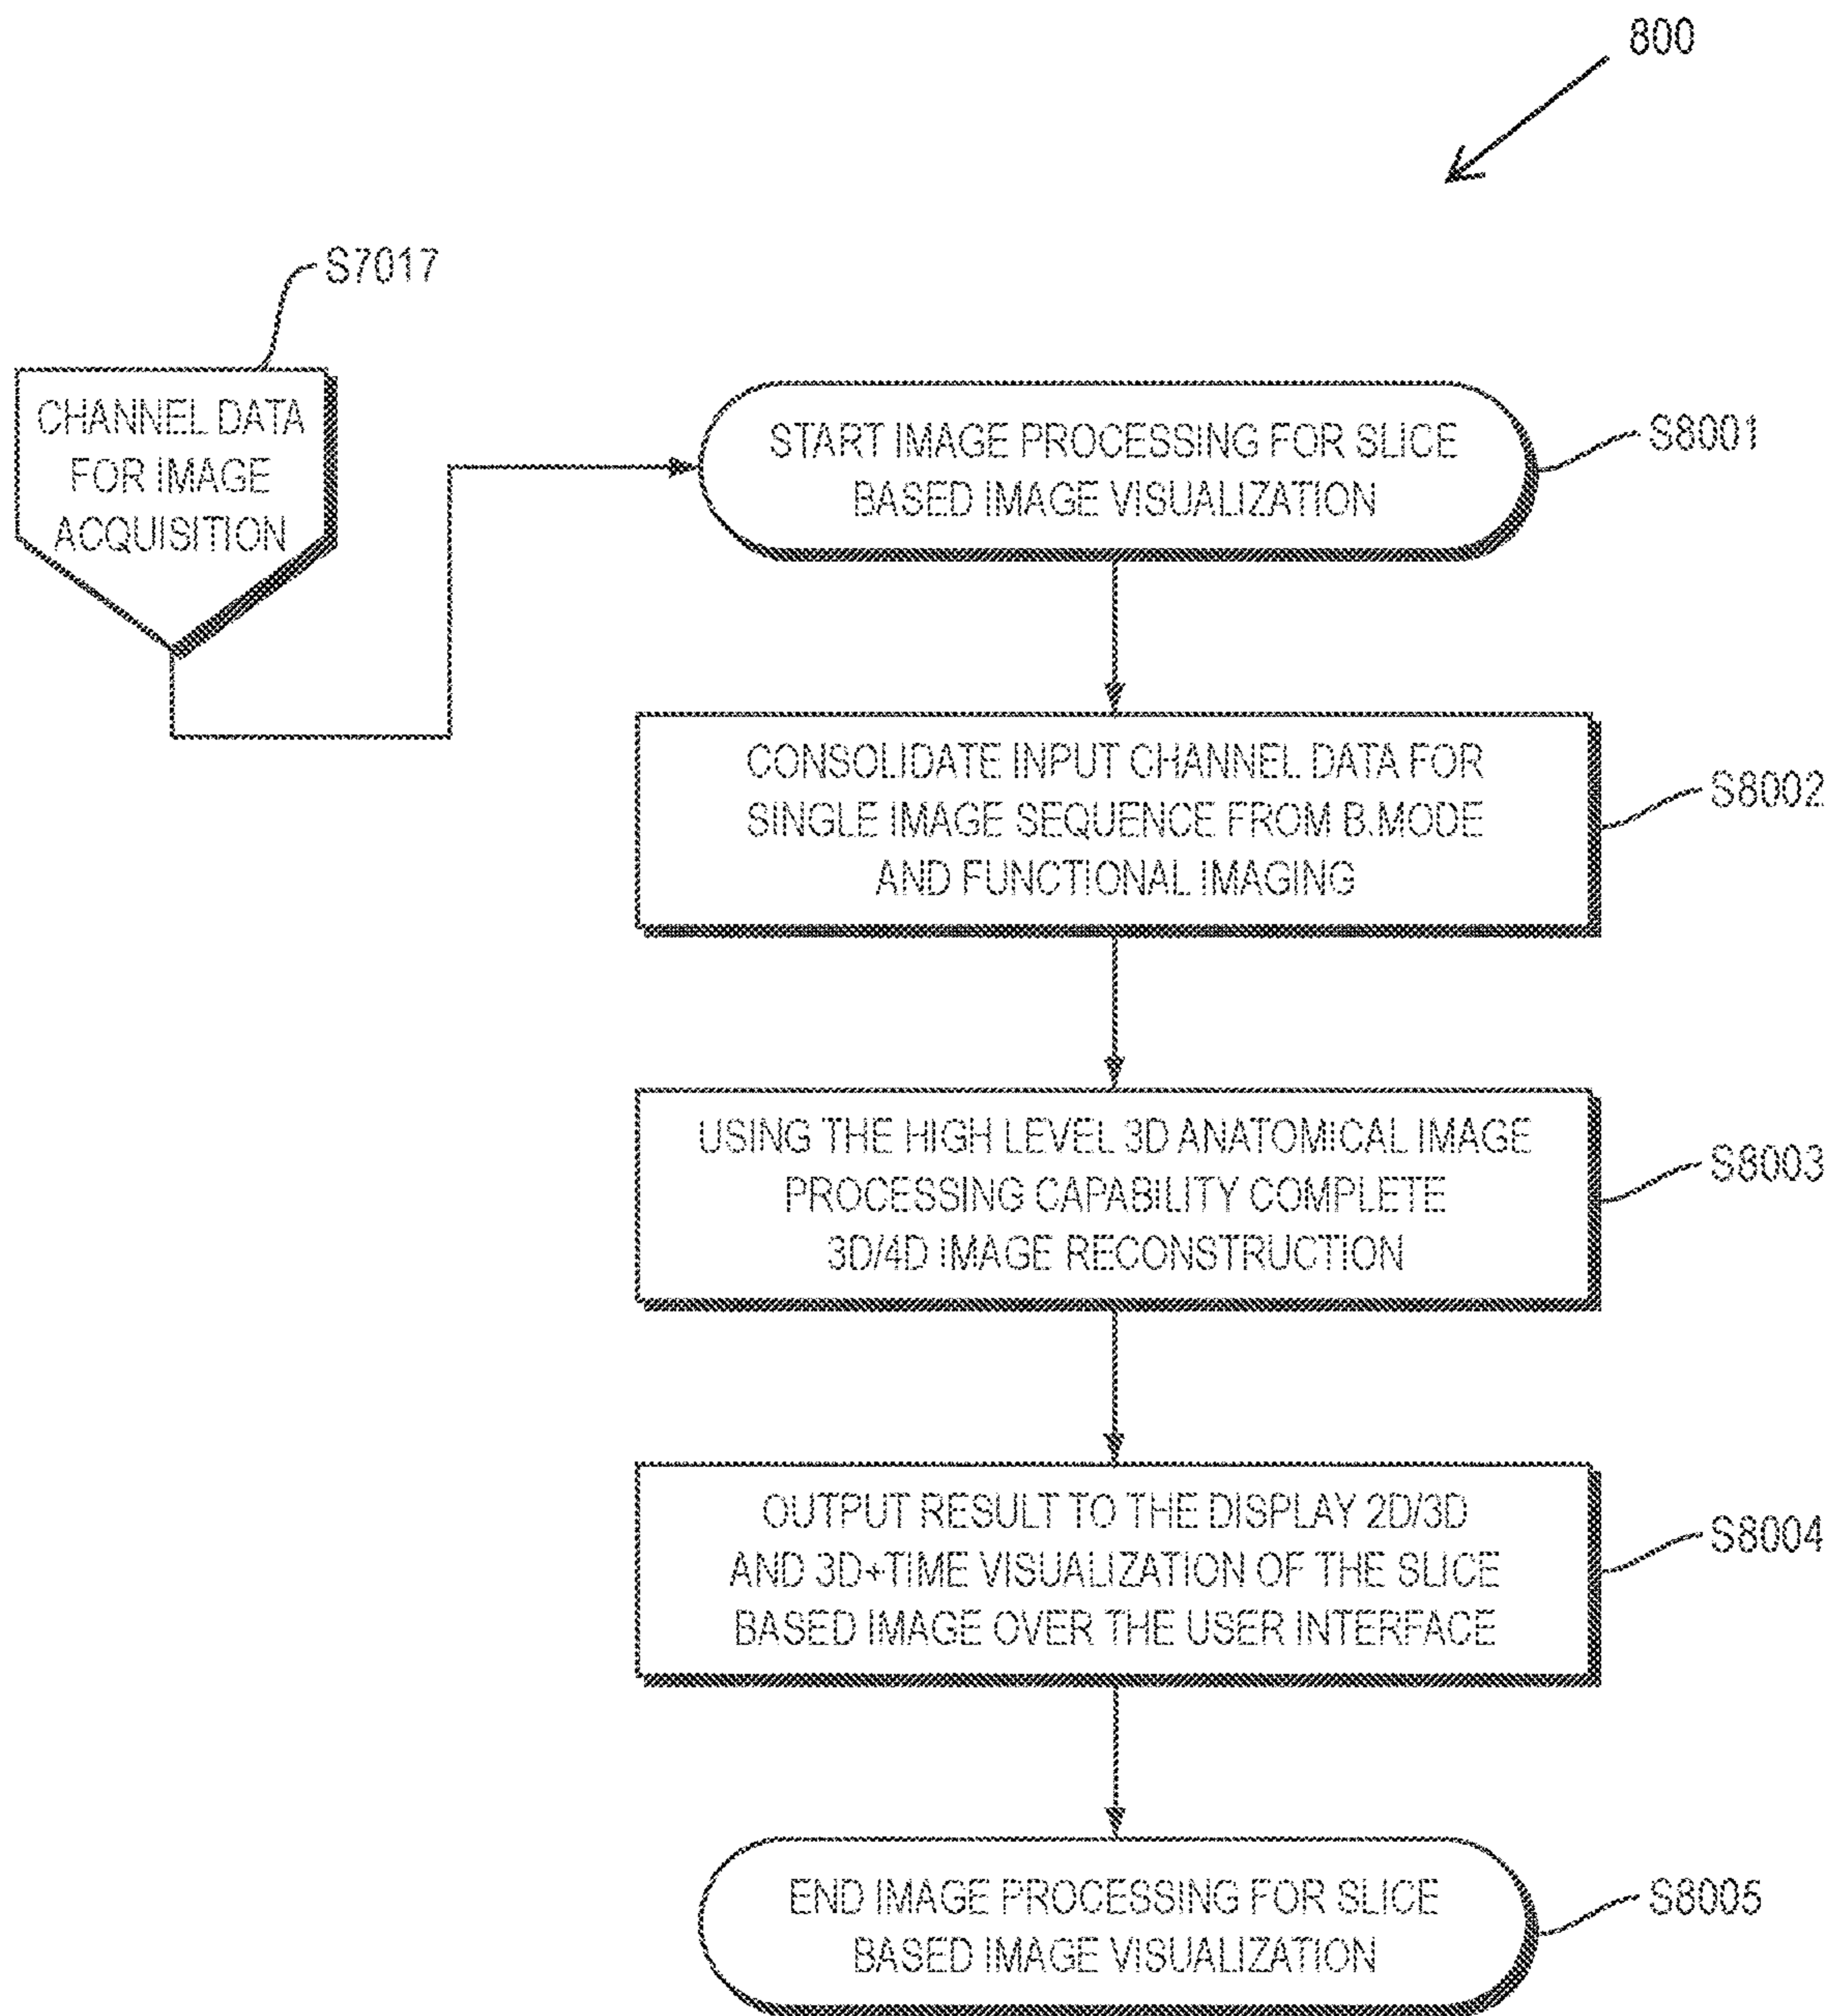 800
S7017
CHANNEL DATA
FOR IMAGE
ACQUISITION
START IMAGE PROCESSING FOR SLICE
BASED IMAGE VISUALIZATION
S8001
CONSOLIDATE INPUT CHANNEL DATA FOR
SINGLE IMAGE SEQUENCE FROM B.MODE
AND FUNCTIONAL IMAGING
S8002
USING THE HIGH LEVEL 3D ANATOMICAL IMAGE
PROCESSING CAPABILITY COMPLETE
3D/4D IMAGE RECONSTRUCTION
S8003
OUTPUT RESULT TO THE DISPLAY 2D/3D
AND 3D+TIME VISUALIZATION OF THE SLICE
BASED IMAGE OVER THE USER INTERFACE
S8004
END IMAGE PROCESSING FOR SLICE
BASED IMAGE VISUALIZATION
S8005